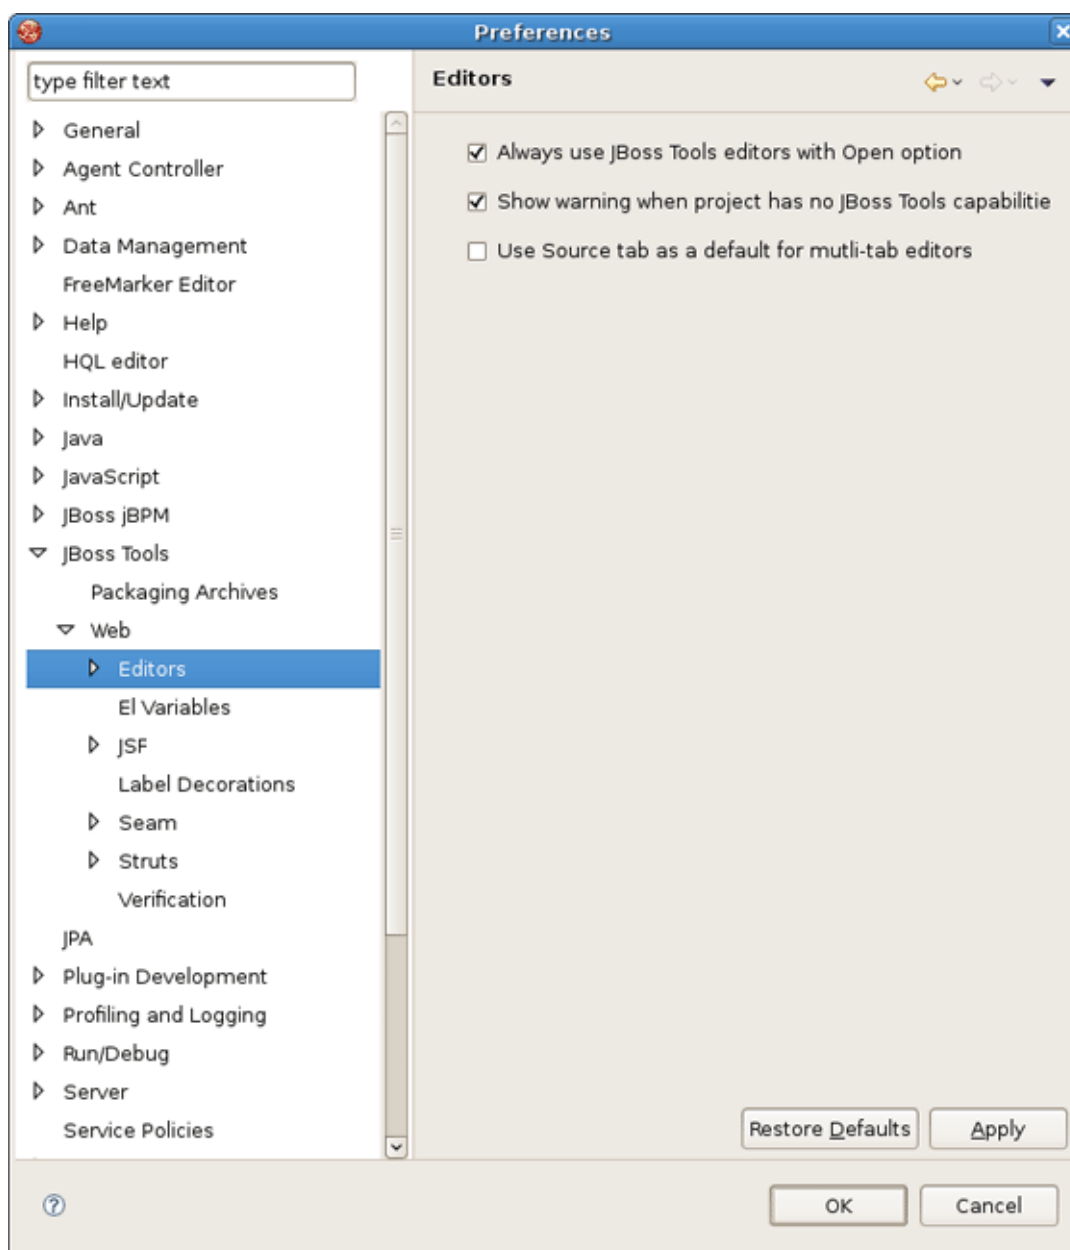 Preferences
type filter text
General
Agent Controller
Ant
Data Management
FreeMarker Editor
Help
HQL editor
Install/Update
Java
JavaScript
JBoss jBPM
JBoss Tools
Packaging Archives
Web
Editors
El Variables
JSF
Label Decorations
Seam
Struts
Verification
JPA
Plug-in Development
Profiling and Logging
Run/Debug
Server
Service Policies
Editors
Always use JBoss Tools editors with Open option
Show warning when project has no JBoss Tools capabilitie
Use Source tab as a default for mutli-tab editors
Restore Defaults
Apply
OK
Cancel